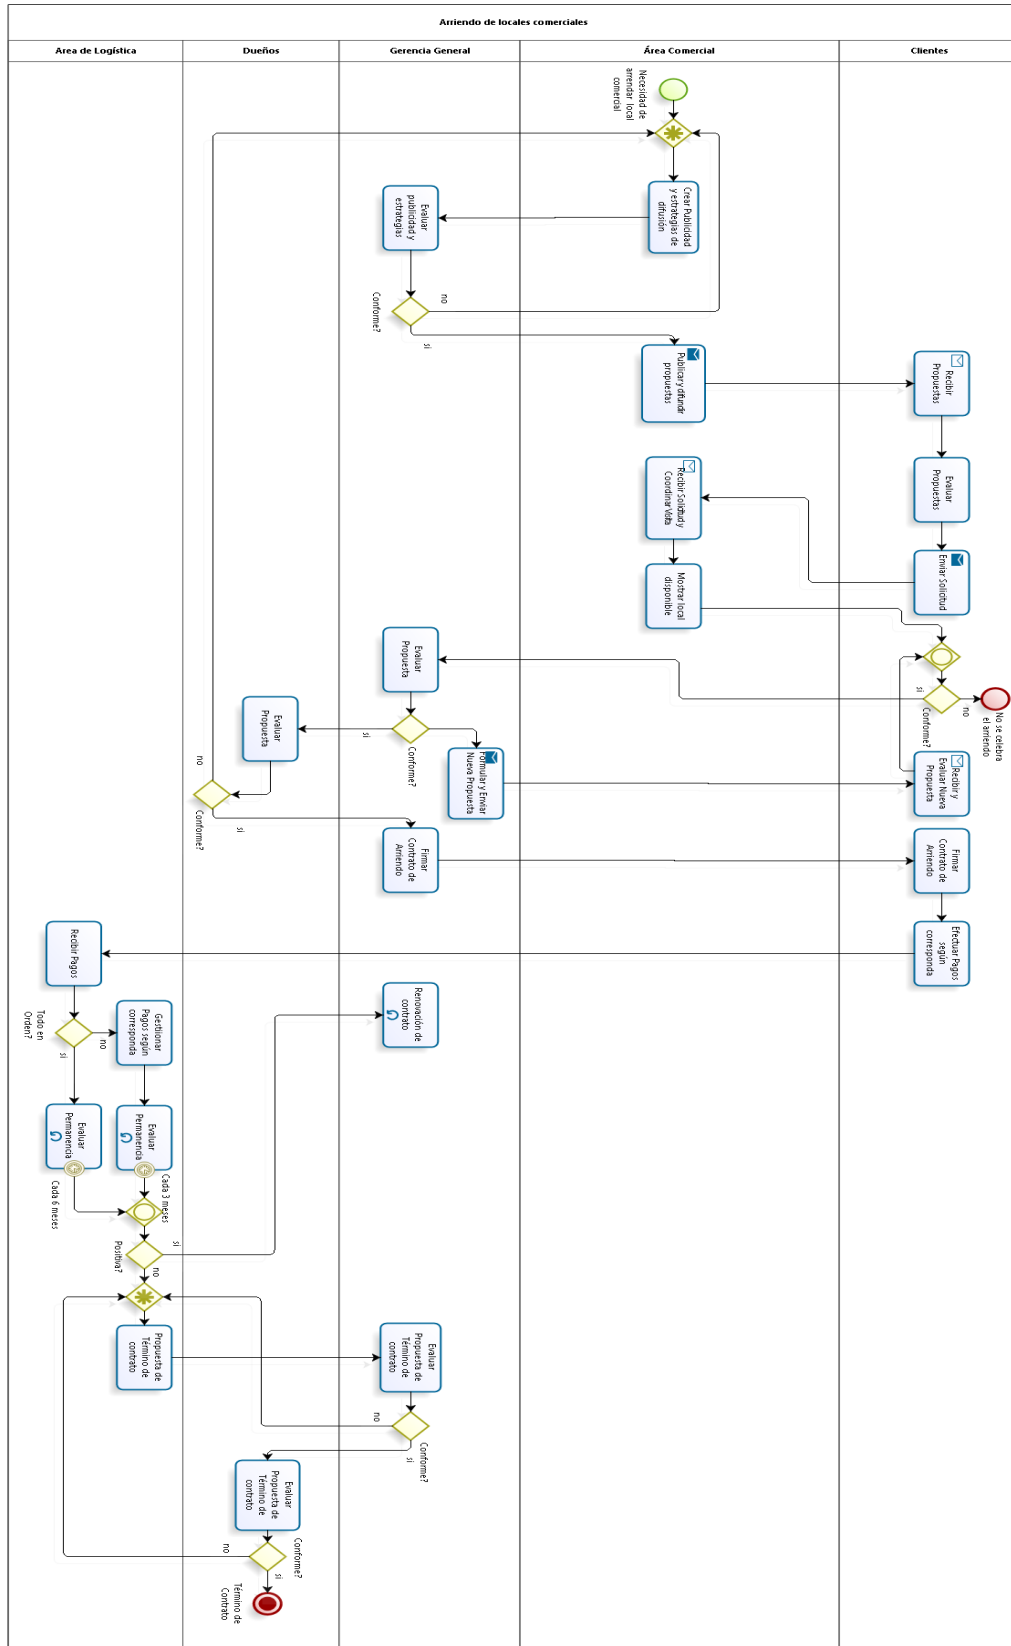 Arriendo de locales comerciales
Area de Logística
Dueños
Gerencia General
Área Comercial
Clientes
Necesidad de
arrendar local
comercial
Crear Publicidad
y estrategias de
difusión
Evaluar
publicidad y
estrategias
Conforme?
no
si
Publicar y difundir
propuestas
Recibir
Propuestas
Evaluar
Propuestas
Enviar Solicitud
Recibir Solicitud y
Coordinar Visita
Mostrar local
disponible
Conforme?
no
si
No se celebra
el arriendo
Evaluar
Propuesta
Conforme?
si
Formular y Enviar
Nueva Propuesta
Recibir y
Evaluar Nueva
Propuesta
Evaluar
Propuesta
Conforme?
no
si
Firmar
Contrato de
Arriendo
Firmar
Contrato de
Arriendo
Efectuar Pagos
según
corresponda
Recibir Pagos
Todo en
Orden?
no
si
Gestiionar
Pagos según
corresponda
Renovación de
contrato
Evaluar
Permanencia
Cada 6 meses
Evaluar
Permanencia
Cada 3 meses
Positiva?
si
no
Propuesta de
Término de
contrato
Evaluar
Propuesta de
Término de
contrato
Conforme?
no
si
Evaluar
Propuesta de
Término de
contrato
Conforme?
no
si
Término de
Contrato